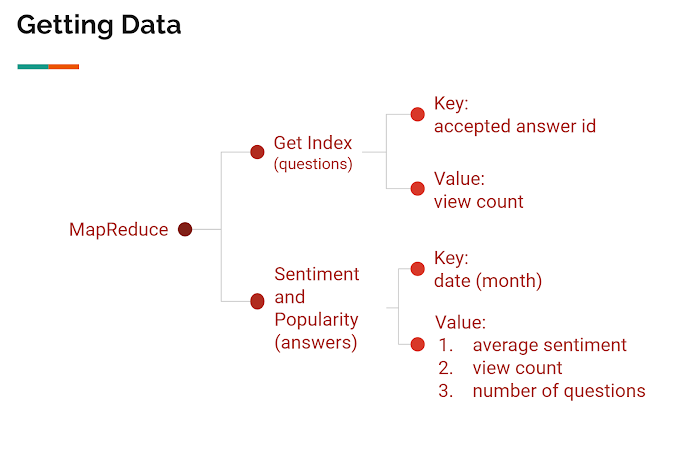 Getting Data
MapReduce
Get Index
(questions)
Key:
accepted answer id
Value:
view count
Sentiment
and
Popularity
(answers)
Key:
date (month)
Value:
1. average sentiment
2. view count
3. number of questions